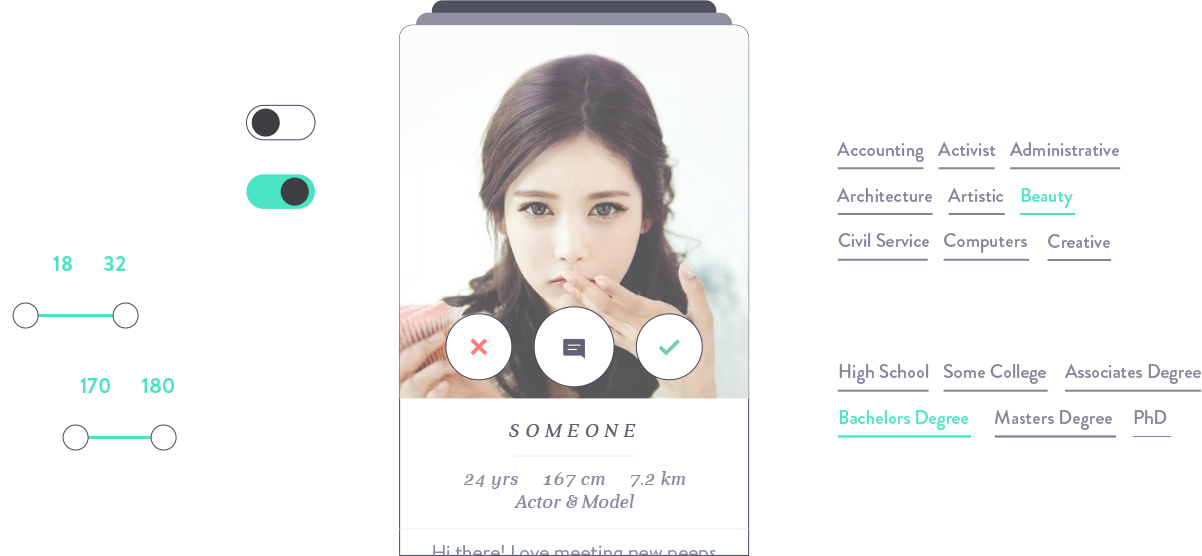 18 32
170 180
SOMEONE
24 yrs 167 cm 7.2 km
Actor & Model
Hi there! Love meeting new peeps
Accounting Activist Administrative
Architecture Artistic Beauty
Civil Service Computers Creative
High School Some College Associates Degree
Bachelors Degree Masters Degree PhD